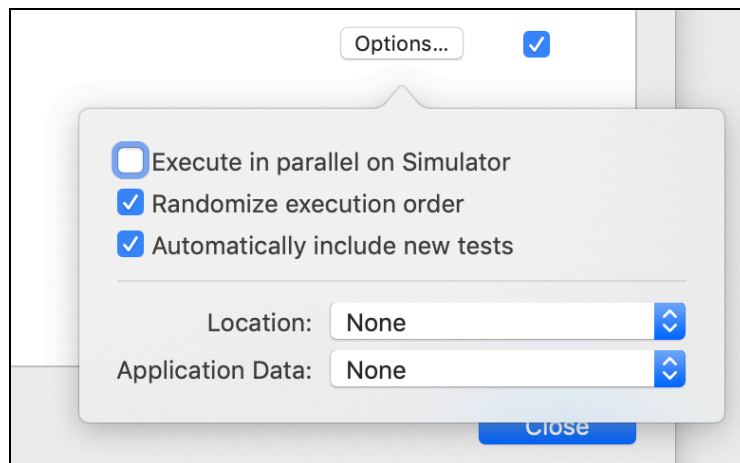 Options...
Execute in parallel on Simulator
Randomize execution order
Automatically include new tests
Location: None
Application Data: None
Close